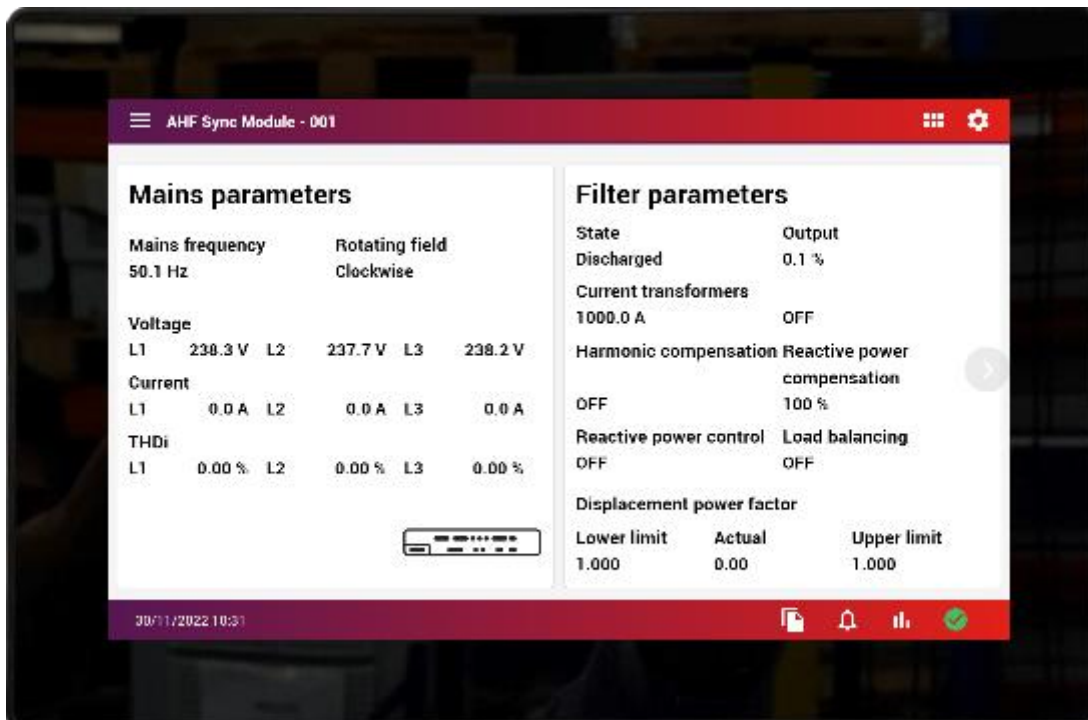 AHF Sync Module - 001
Mains parameters
Mains frequency Rotating field
50.1 Hz Clockwise
Voltage
L1 238.3 V L2 237.7 V L3 238.2 V
Current
L1 0.0 A L2 0.0 A L3 0.0 A
THDi
L1 0.00 % L2 0.00 % L3 0.00 %
Filter parameters
State Output
Discharged 0.1 %
Current transformers
1000.0 A OFF
Harmonic compensation Reactive power
compensation
OFF 100 %
Reactive power control Load balancing
OFF OFF
Displacement power factor
Lower limit Actual Upper limit
1.000 0.00 1.000
30/11/2022 10:31